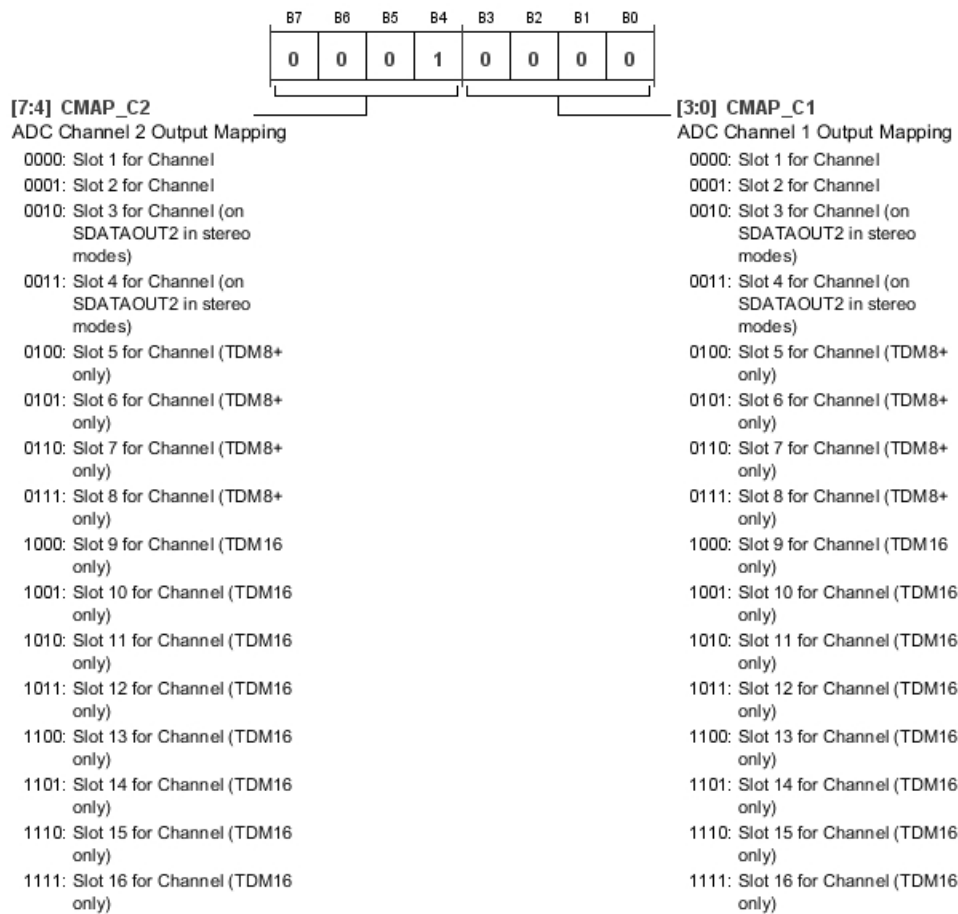 B7 B6 B5 B4 B3 B2 B1 B0
0 0 0 1 0 0 0 0
[7:4] CMAP_C2
ADC Channel 2 Output Mapping
0000: Slot 1 for Channel
0001: Slot 2 for Channel
0010: Slot 3 for Channel (on
SDATAOUT2 in stereo
modes)
0011: Slot 4 for Channel (on
SDATAOUT2 in stereo
modes)
0100: Slot 5 for Channel (TDM8+
only)
0101: Slot 6 for Channel (TDM8+
only)
0110: Slot 7 for Channel (TDM8+
only)
0111: Slot 8 for Channel (TDM8+
only)
1000: Slot 9 for Channel (TDM16
only)
1001: Slot 10 for Channel (TDM16
only)
1010: Slot 11 for Channel (TDM16
only)
1011: Slot 12 for Channel (TDM16
only)
1100: Slot 13 for Channel (TDM16
only)
1101: Slot 14 for Channel (TDM16
only)
1110: Slot 15 for Channel (TDM16
only)
1111: Slot 16 for Channel (TDM16
only)
[3:0] CMAP_C1
ADC Channel 1 Output Mapping
0000: Slot 1 for Channel
0001: Slot 2 for Channel
0010: Slot 3 for Channel (on
SDATAOUT2 in stereo
modes)
0011: Slot 4 for Channel (on
SDATAOUT2 in stereo
modes)
0100: Slot 5 for Channel (TDM8+
only)
0101: Slot 6 for Channel (TDM8+
only)
0110: Slot 7 for Channel (TDM8+
only)
0111: Slot 8 for Channel (TDM8+
only)
1000: Slot 9 for Channel (TDM16
only)
1001: Slot 10 for Channel (TDM16
only)
1010: Slot 11 for Channel (TDM16
only)
1011: Slot 12 for Channel (TDM16
only)
1100: Slot 13 for Channel (TDM16
only)
1101: Slot 14 for Channel (TDM16
only)
1110: Slot 15 for Channel (TDM16
only)
1111: Slot 16 for Channel (TDM16
only)